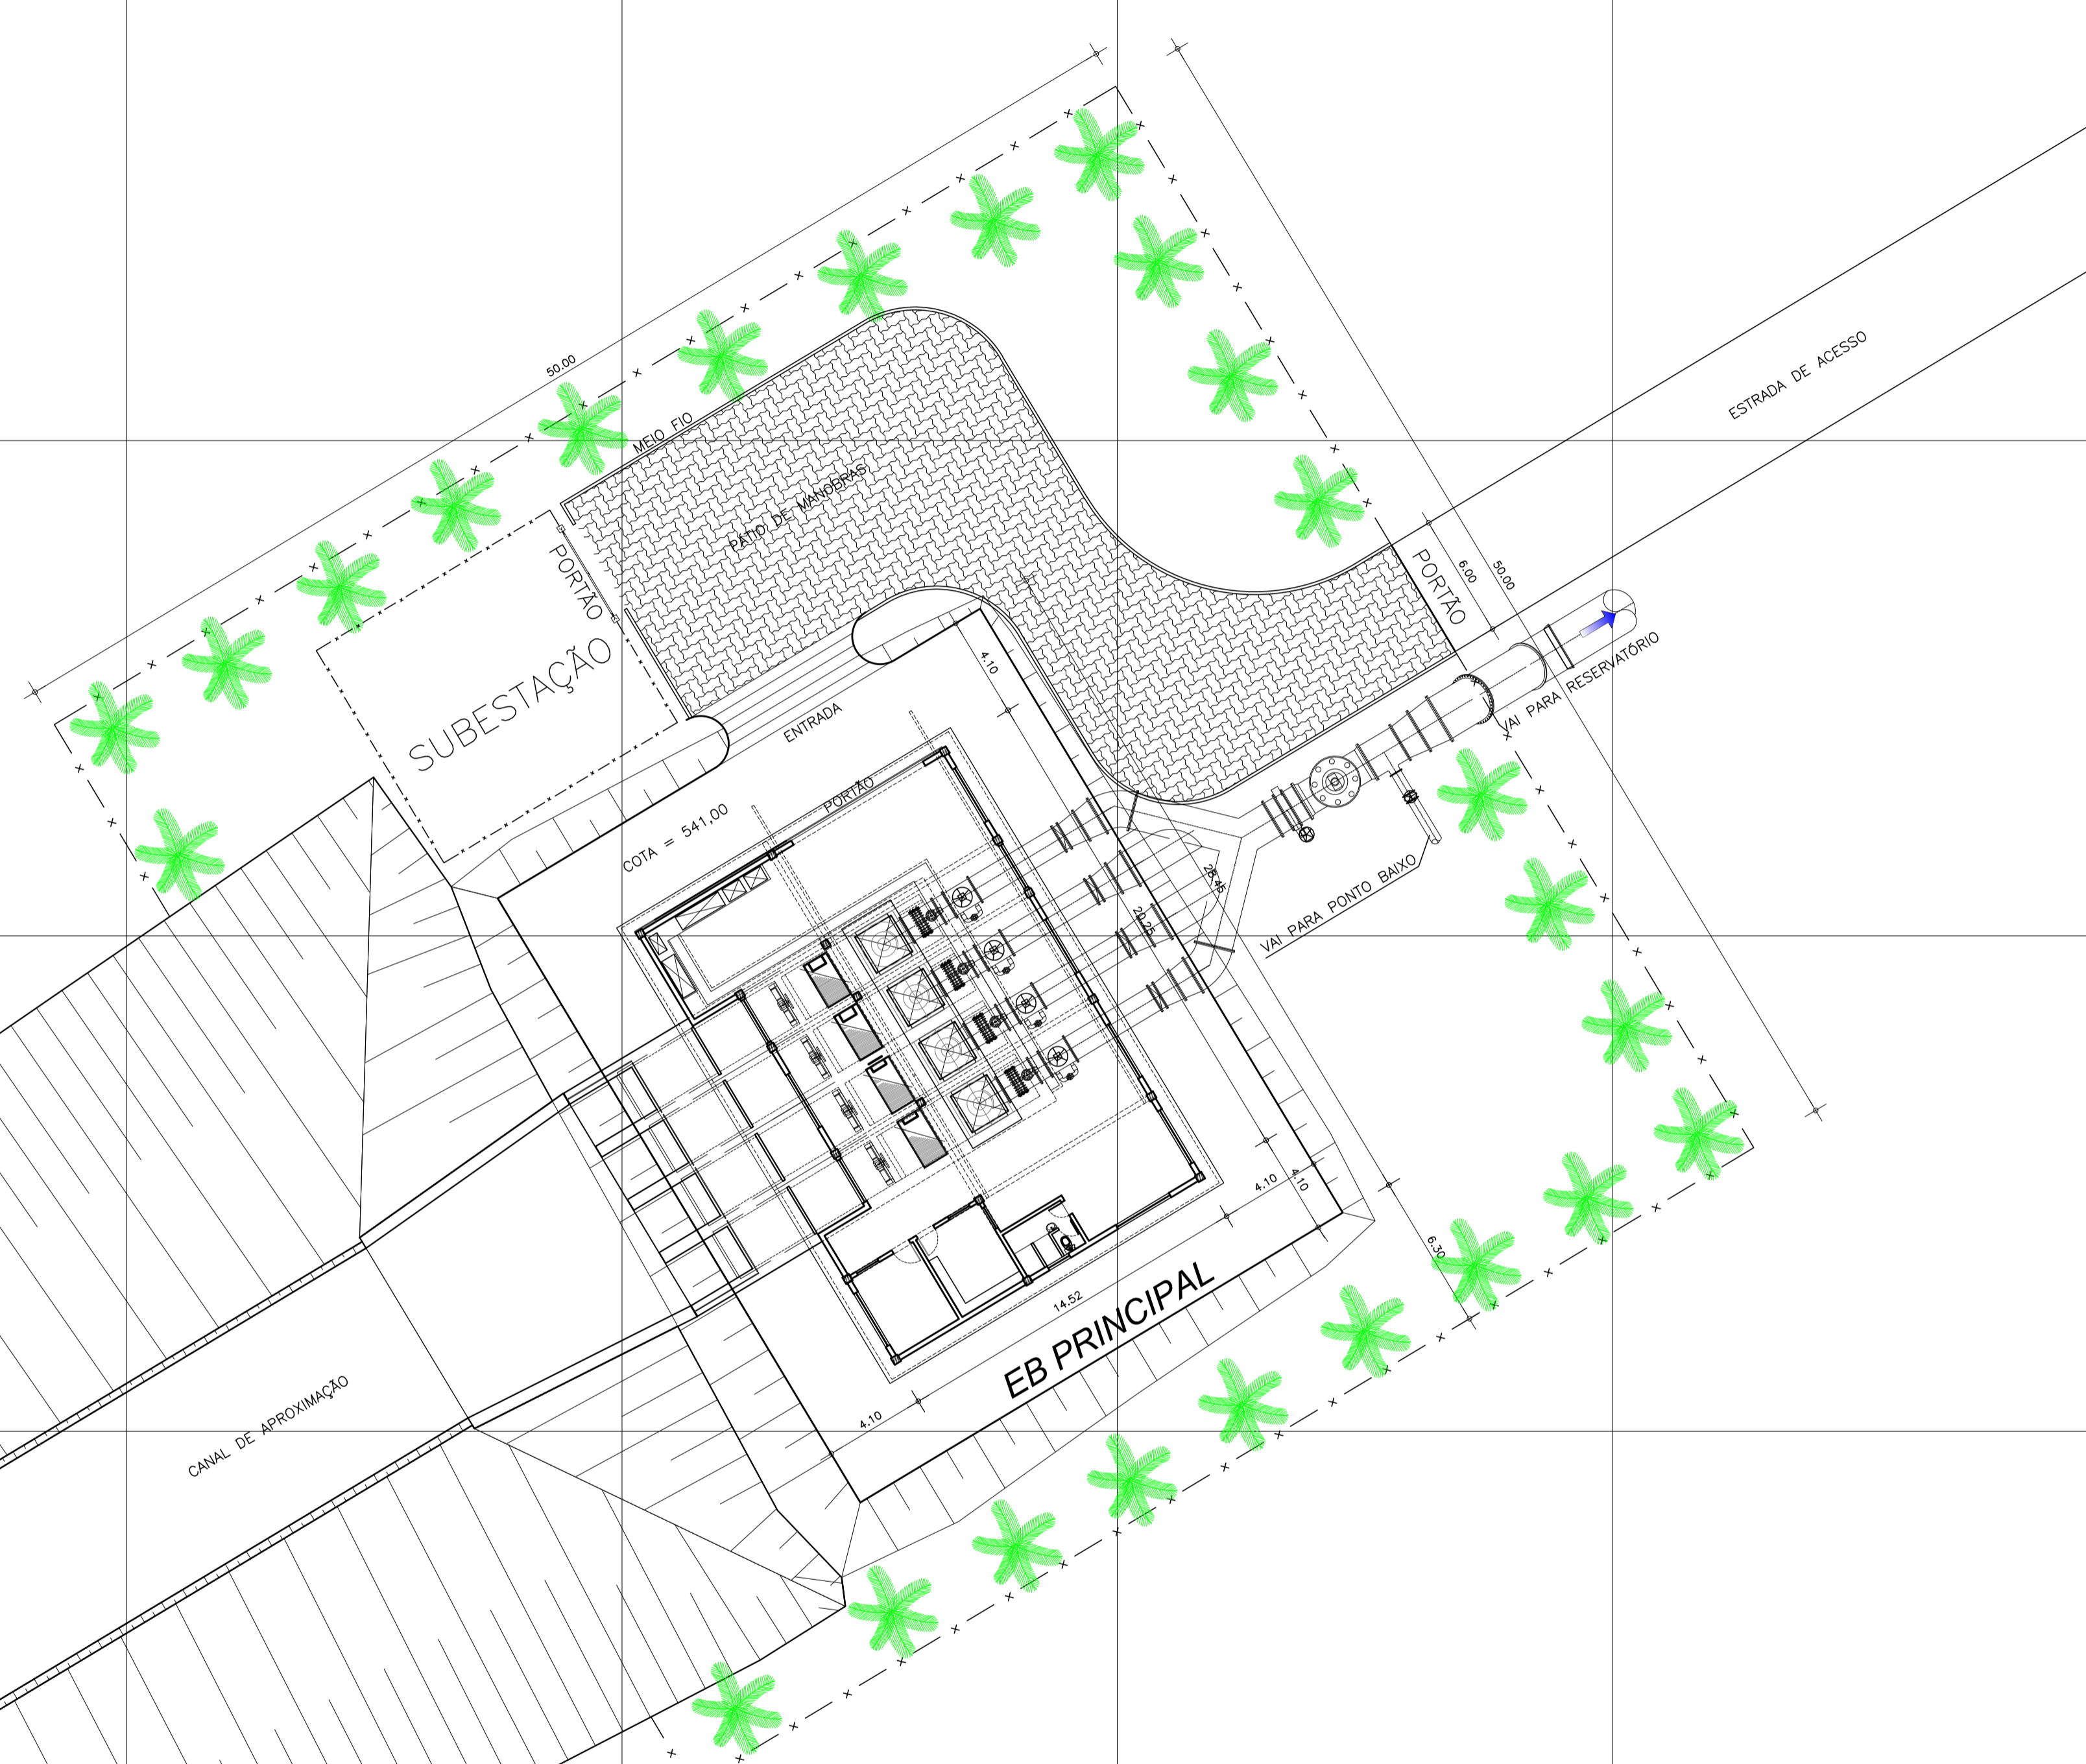 50.00
MEIO FIO
PÁTIO DE MANOBRAS
ESTRADA DE ACESSO
PORTÃO
6.00
50.00
PORTÃO
SUBESTAÇÃO
4.10
ENTRADA
VAI PARA RESERVATÓRIO
PORTÃO
COTA = 541,00
25.45
20.25
VAI PARA PONTO BAIXO
4.10
4.10
6.30
14.52
EB PRINCIPAL
4.10
CANAL DE APROXIMAÇÃO